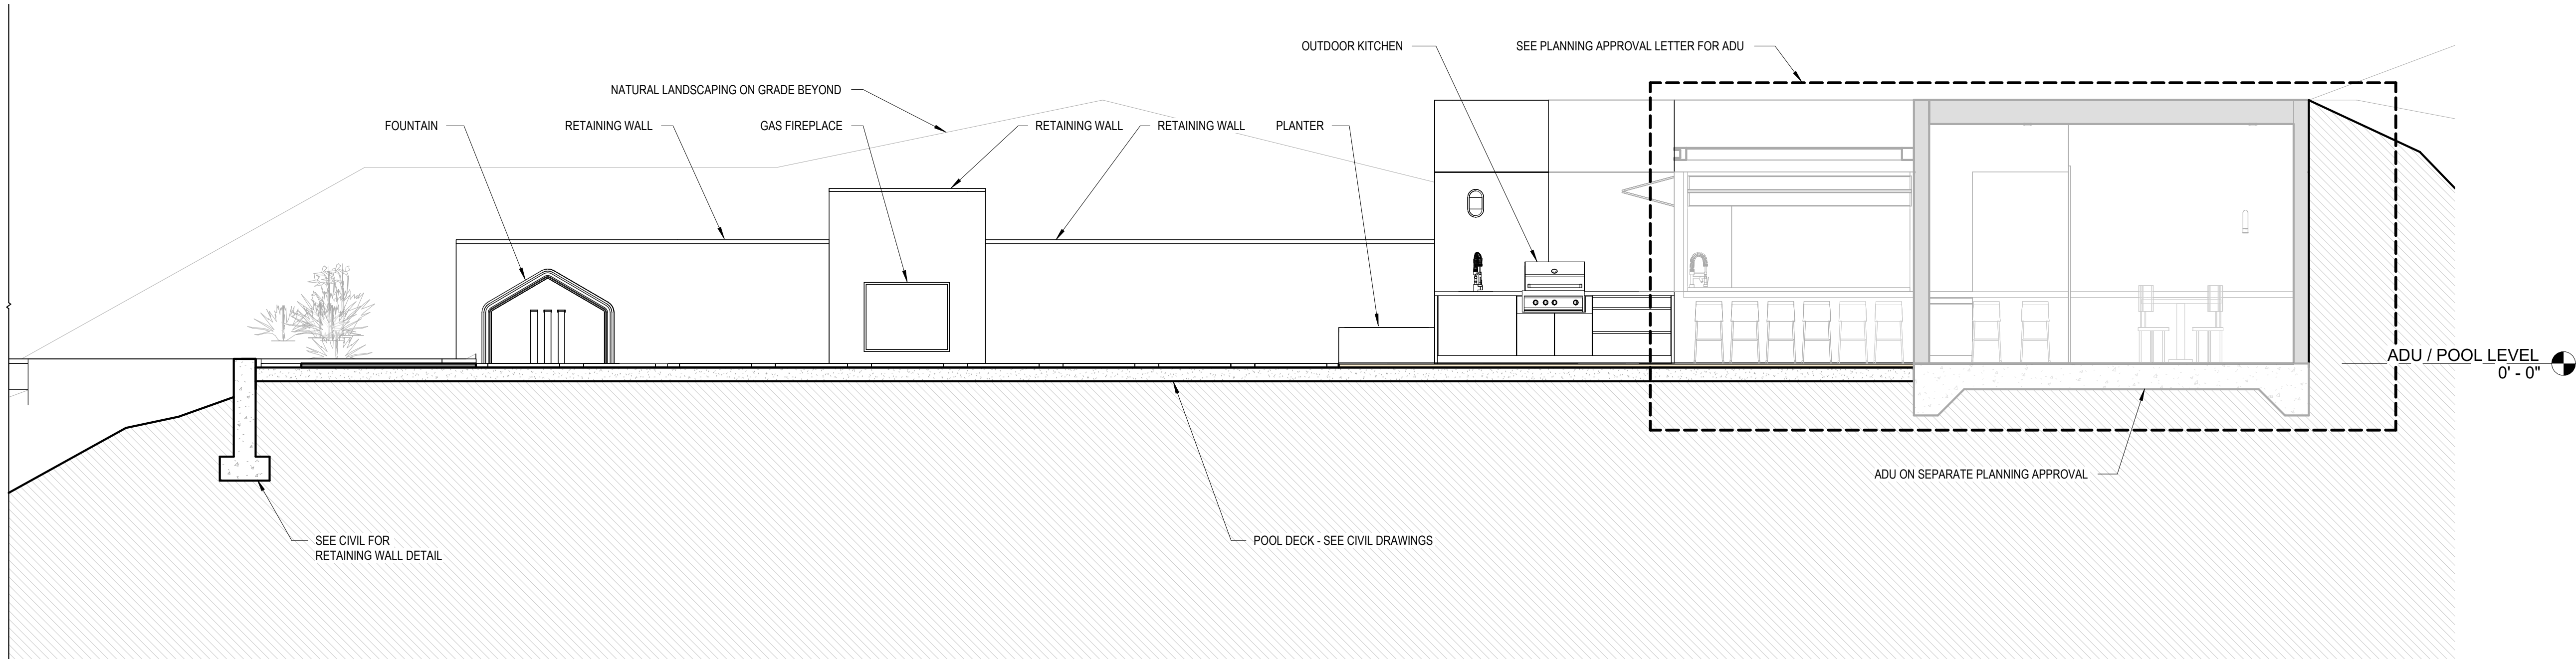 OUTDOOR KITCHEN
SEE PLANNING APPROVAL LETTER FOR ADU
NATURAL LANDSCAPING ON GRADE BEYOND
FOUNTAIN
RETAINING WALL
GAS FIREPLACE
RETAINING WALL
RETAINING WALL
PLANTER
ADU / POOL LEVEL
0' - 0"
ADU ON SEPARATE PLANNING APPROVAL
SEE CIVIL FOR
RETAINING WALL DETAIL
POOL DECK - SEE CIVIL DRAWINGS